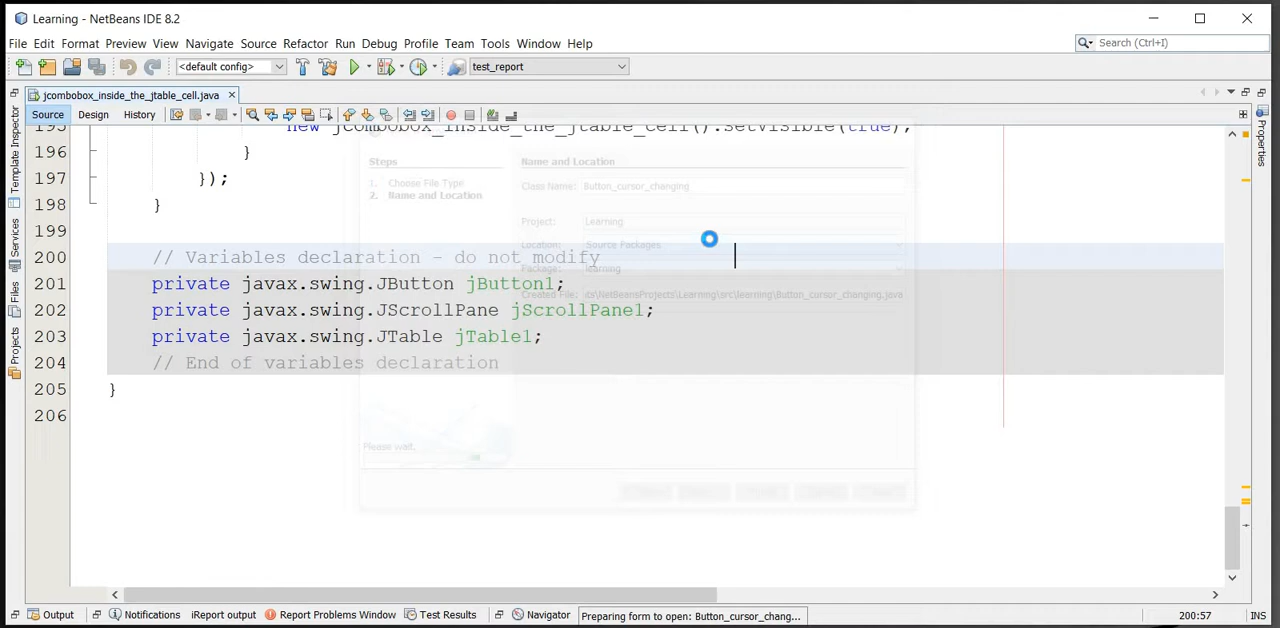 Learning - NetBeans IDE 8.2
File Edit Format Preview View Navigate Source Refactor Run Debug Profile Team Tools Window Help
Search (Ctrl+I)
<default config>
test_report
jcombobox_inside_the_jtable_cell.java
Source Design History
195 new jcombobox_inside_the_jtable_cell().setVisible(true);
196 }
197 });
198 }
199
200 // Variables declaration - do not modify
201 private javax.swing.JButton jButton1;
202 private javax.swing.JScrollPane jScrollPane1;
203 private javax.swing.JTable jTable1;
204 // End of variables declaration
205 }
206
Steps
1. Choose File Type
2. Name and Location
Please wait.
Name and Location
Class Name: Button_cursor_changing
Project: Learning
Location: Source Packages
Package: learning
Created File: cs\NetBeansProjects\Learning\src\learning\Button_cursor_changing.java
Template Inspector
Services
Files
Projects
Properties
Output Notifications iReport output Report Problems Window Test Results Navigator Preparing form to open: Button_cursor_chang... 200:57 INS